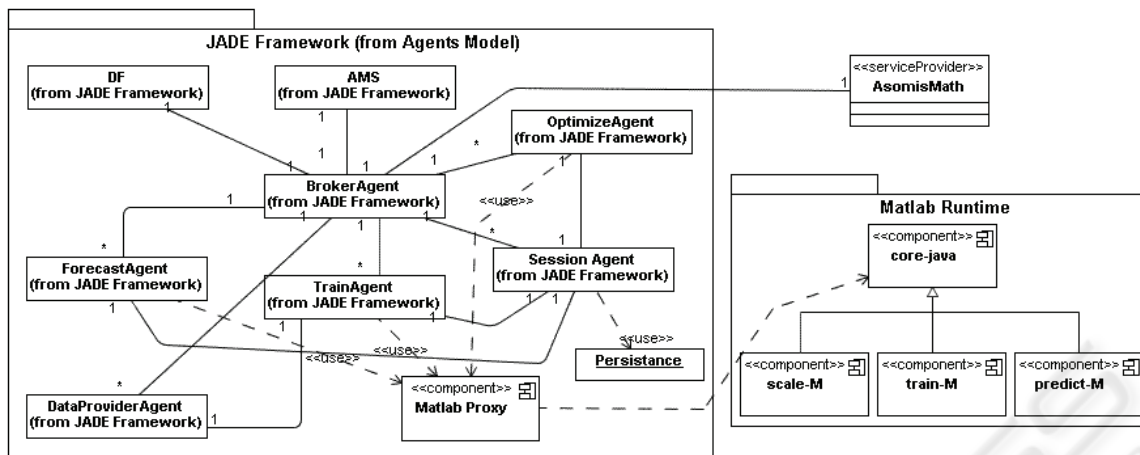 JADE Framework (from Agents Model)
DF
(from JADE Framework)
1
AMS
(from JADE Framework)
1
<<serviceProvider>>
AsomisMath
1
OptimizeAgent
(from JADE Framework)
1
*
1
1
1
1
1
BrokerAgent
(from JADE Framework)
1
1
1
1
<<use>>
*
*
*
1
Matlab Runtime
<<component>>
core-java
ForecastAgent
(from JADE Framework)
1
TrainAgent
(from JADE Framework)
1
1
Session Agent
(from JADE Framework)
1
1
<<use>>
<<use>>
<<use>>
Persistance
*
<<component>>
Matlab Proxy
DataProviderAgent
(from JADE Framework)
1
<<component>>
scale-M
<<component>>
train-M
<<component>>
predict-M